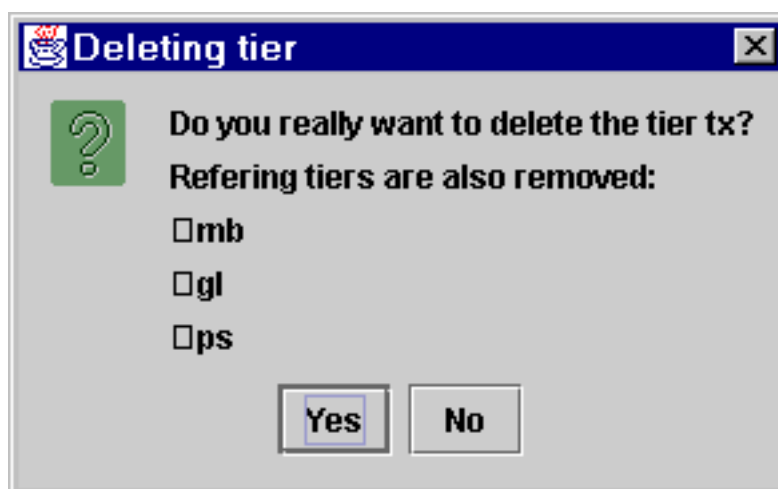 Deleting tier
Do you really want to delete the tier tx?
Refering tiers are also removed:
□mb
□gl
□ps
Yes No